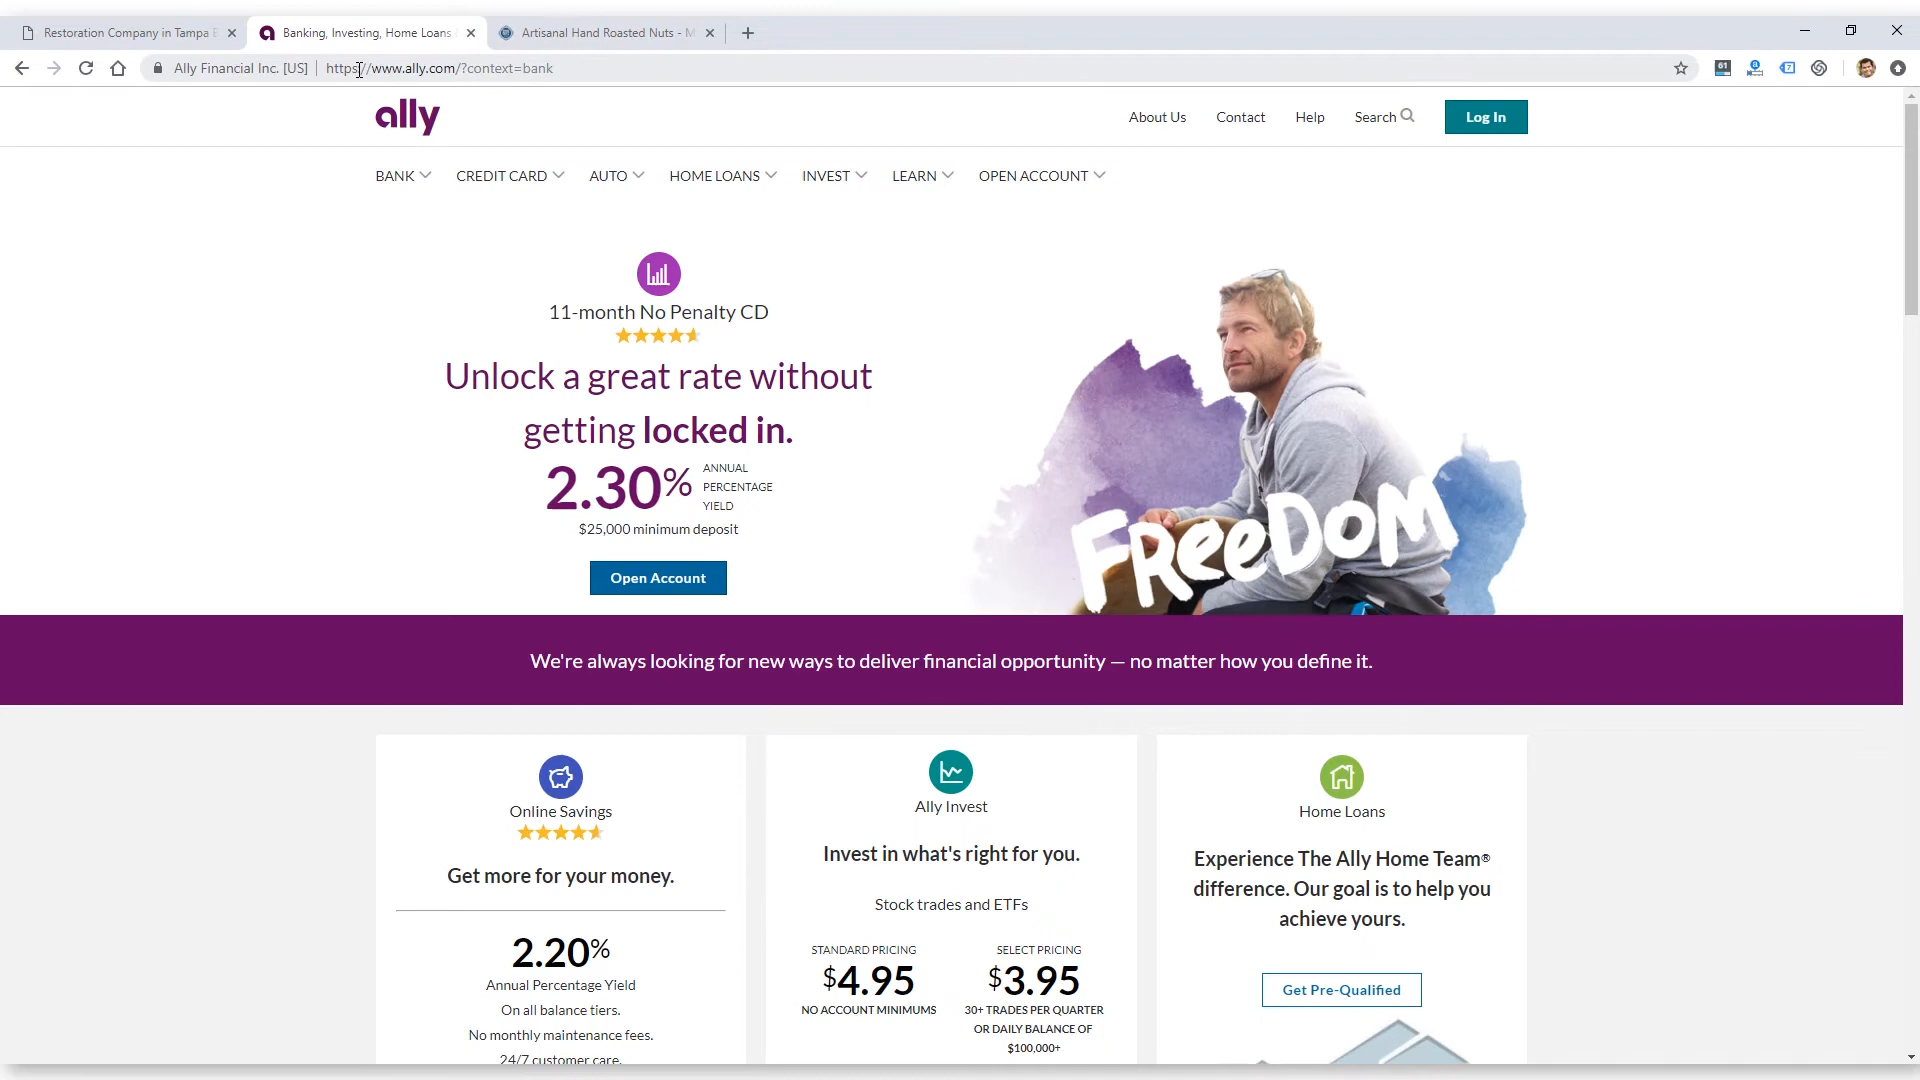 Restoration Company in Tampa B
Banking, Investing, Home Loans &
Artisanal Hand Roasted Nuts - M
Ally Financial Inc. [US] https://www.ally.com/?context=bank
61
7
ally
About Us Contact Help Search Log In
BANK CREDIT CARD AUTO HOME LOANS INVEST LEARN OPEN ACCOUNT
11-month No Penalty CD
Unlock a great rate without
getting locked in.
2.30% ANNUAL
PERCENTAGE
YIELD
$25,000 minimum deposit
Open Account
FREEDOM
We're always looking for new ways to deliver financial opportunity — no matter how you define it.
Online Savings
Get more for your money.
2.20%
Annual Percentage Yield
On all balance tiers.
No monthly maintenance fees.
24/7 customer care.
Ally Invest
Invest in what's right for you.
Stock trades and ETFs
STANDARD PRICING
$4.95
NO ACCOUNT MINIMUMS
SELECT PRICING
$3.95
30+ TRADES PER QUARTER
OR DAILY BALANCE OF
$100,000+
Home Loans
Experience The Ally Home Team®
difference. Our goal is to help you
achieve yours.
Get Pre-Qualified